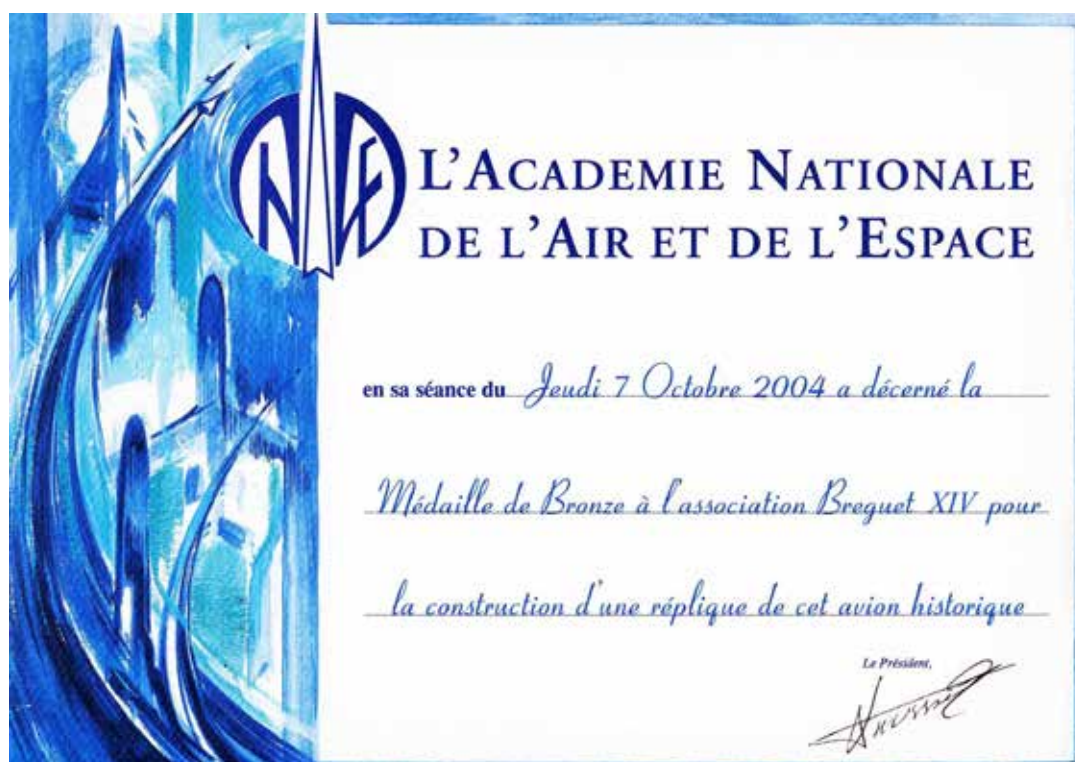 L'ACADEMIE NATIONALE
DE L'AIR ET DE L'ESPACE
en sa séance du Jeudi 7 Octobre 2004 a décerné la
Médaille de Bronze à l'association Breguet XIV pour
la construction d'une réplique de cet avion historique
Le Président,